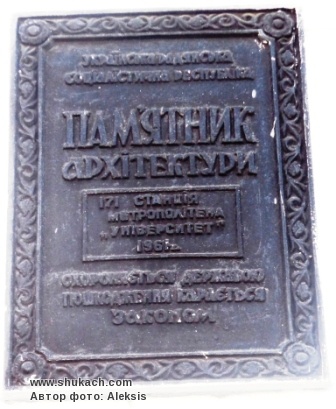 УКРАЇНСЬКА РАДЯНСЬКА
СОЦІАЛІСТИЧНА РЕСПУБЛІКА
ПАМ'ЯТНИК
АРХІТЕКТУРИ
171 СТАНЦІЯ
МЕТРОПОЛІТЕНА
„УНІВЕРСИТЕТ"
196 р.
ОХОРОНЯЄТЬСЯ ДЕРЖАВОЮ
ПОШКОДЖЕННЯ КАРАЄТЬСЯ
ЗАКОНОМ
www.shukach.com
Автор фото: Aleksis